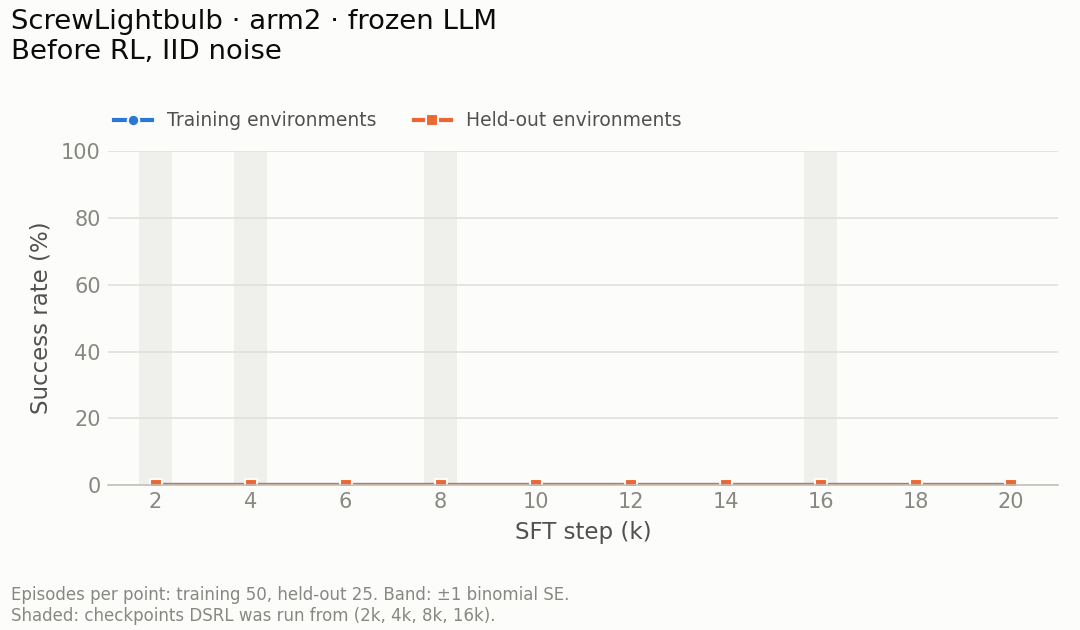 ScrewLightbulb · arm2 · frozen LLM
Before RL, IID noise
Training environments
Held-out environments
100
80
60
40
20
0
Success rate (%)
2 4 6 8 10 12 14 16 18 20
SFT step (k)
Episodes per point: training 50, held-out 25. Band: ±1 binomial SE.
Shaded: checkpoints DSRL was run from (2k, 4k, 8k, 16k).